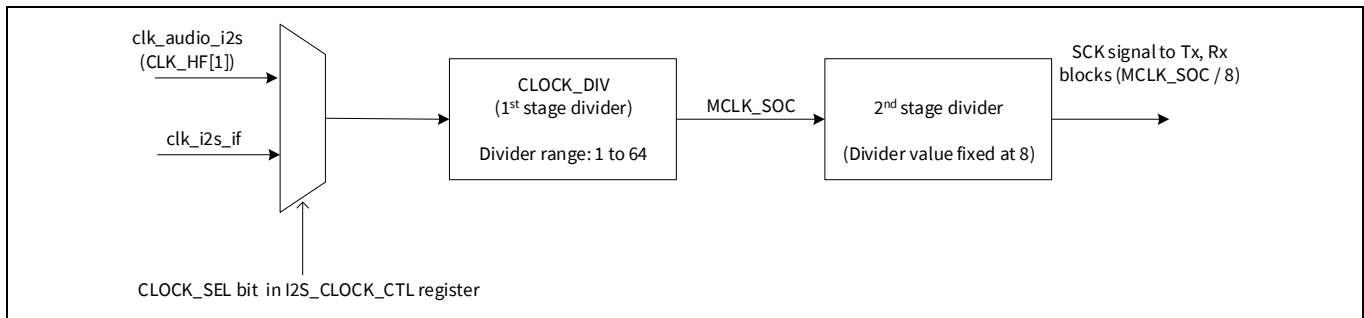 clk_audio_i2s
(CLK_HF[1])
clk_i2s_if
CLOCK_SEL bit in I2S_CLOCK_CTL register
CLOCK_DIV
(1st stage divider)
Divider range: 1 to 64
MCLK_SOC
2nd stage divider
(Divider value fixed at 8)
SCK signal to Tx, Rx
blocks (MCLK_SOC / 8)